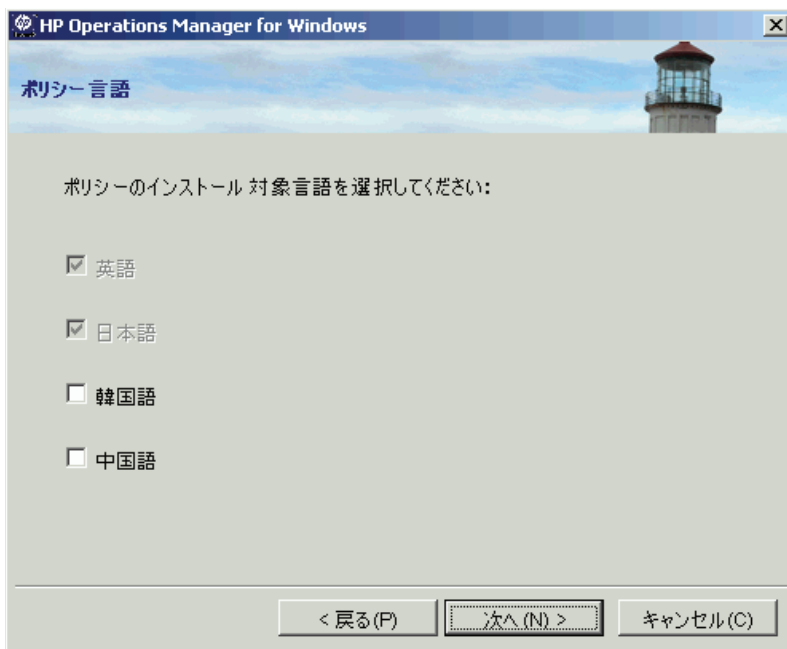 HP Operations Manager for Windows
ポリシー言語
ポリシーのインストール 対象言語を選択してください:
英語
日本語
韓国語
中国語
< 戻る(P)
次へ(N) >
キャンセル(C)